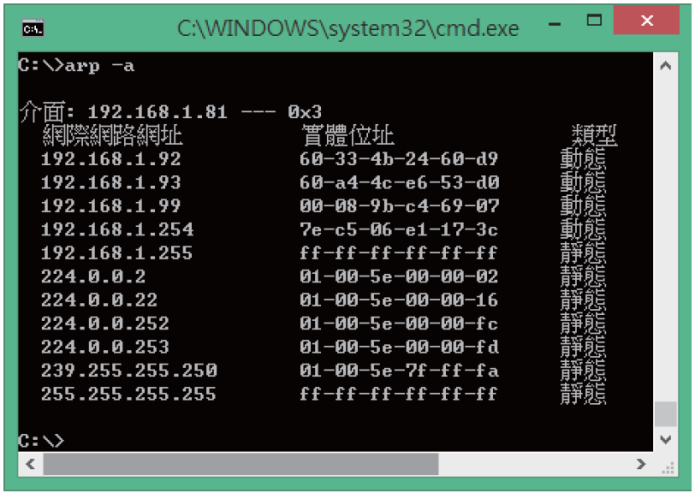 C:\WINDOWS\system32\cmd.exe
C:\>arp -a
介面: 192.168.1.81 --- 0x3
網際網路網址 實體位址 類型
192.168.1.92 60-33-4b-24-60-d9 動態
192.168.1.93 60-a4-4c-e6-53-d0 動態
192.168.1.99 00-08-9b-c4-69-07 動態
192.168.1.254 7e-c5-06-e1-17-3c 動態
192.168.1.255 ff-ff-ff-ff-ff-ff 靜態
224.0.0.2 01-00-5e-00-00-02 靜態
224.0.0.22 01-00-5e-00-00-16 靜態
224.0.0.252 01-00-5e-00-00-fc 靜態
224.0.0.253 01-00-5e-00-00-fd 靜態
239.255.255.250 01-00-5e-7f-ff-fa 靜態
255.255.255.255 ff-ff-ff-ff-ff-ff 靜態
C:\>